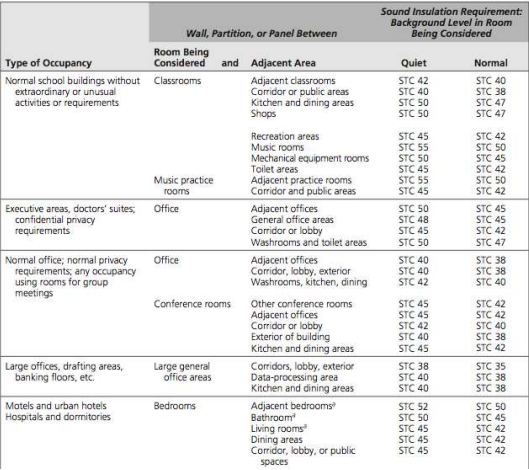 Sound Insulation Requirement:
Background Level in Room
Being Considered
Wall, Partition, or Panel Between
Type of Occupancy Room Being Considered and Adjacent Area Quiet Normal
Normal school buildings without Classrooms Adjacent classrooms STC 42 STC 40
extraordinary or unusual Corridor or public areas STC 40 STC 38
activities or requirements Kitchen and dining areas STC 50 STC 47
Shops STC 50 STC 47
Recreation areas STC 45 STC 42
Music rooms STC 55 STC 50
Mechanical equipment rooms STC 50 STC 45
Toilet areas STC 45 STC 42
Music practice Adjacent practice rooms STC 55 STC 50
rooms Corridor and public areas STC 45 STC 42
Executive areas, doctors' suites; Office Adjacent offices STC 50 STC 45
confidential privacy General office areas STC 48 STC 45
requirements Corridor or lobby STC 45 STC 42
Washrooms and toilet areas STC 50 STC 47
Normal office; normal privacy Office Adjacent offices STC 40 STC 38
requirements; any occupancy Corridor, lobby, exterior STC 40 STC 38
using rooms for group Washrooms, kitchen, dining STC 42 STC 40
meetings
Conference rooms Other conference rooms STC 45 STC 42
Adjacent offices STC 45 STC 42
Corridor or lobby STC 42 STC 40
Exterior of building STC 40 STC 38
Kitchen and dining areas STC 45 STC 42
Large offices, drafting areas, Large general Corridors, lobby, exterior STC 38 STC 35
banking floors, etc. office areas Data-processing area STC 40 STC 38
Kitchen and dining areas STC 40 STC 38
Motels and urban hotels Bedrooms Adjacent bedroomsᵃ STC 52 STC 50
Hospitals and dormitories Bathroomᵃ STC 50 STC 45
Living roomsᵃ STC 45 STC 42
Dining areas STC 45 STC 42
Corridor, lobby, or public STC 45 STC 42
spaces